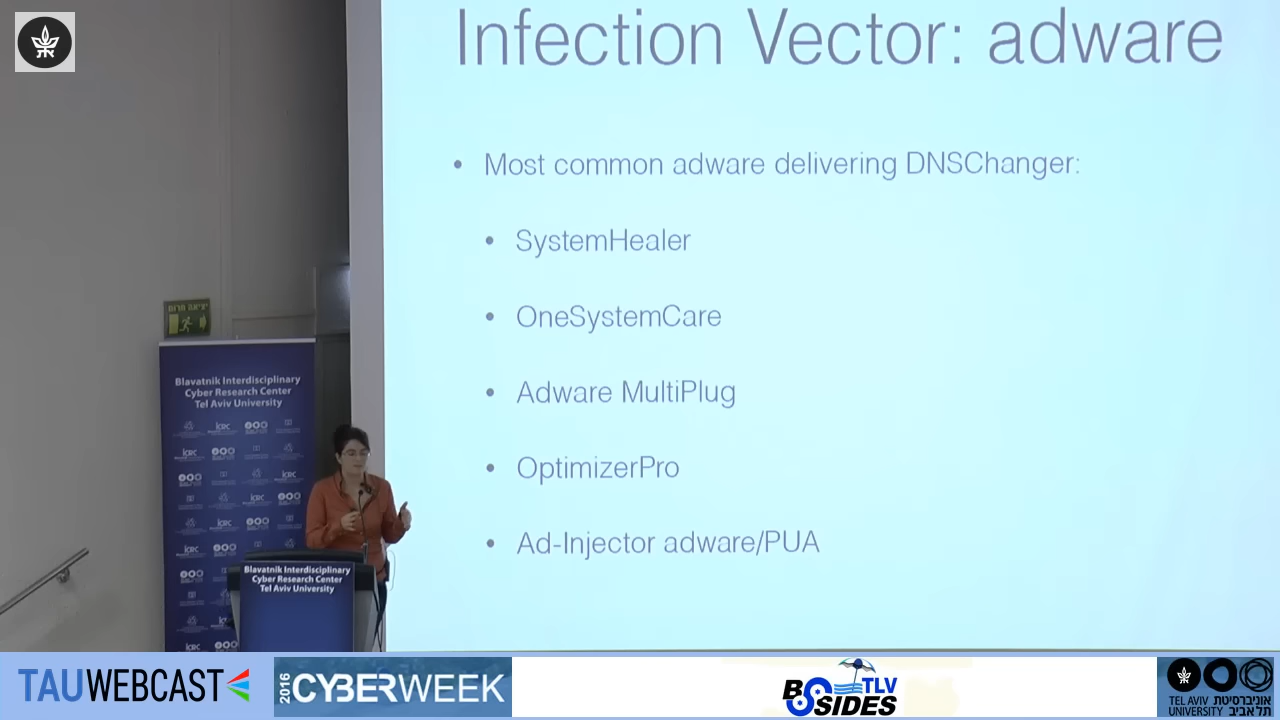 Infection Vector: adware
• Most common adware delivering DNSChanger:
• SystemHealer
• OneSystemCare
• Adware MultiPlug
• OptimizerPro
• Ad-Injector adware/PUA
Blavatnik Interdisciplinary
Cyber Research Center
Tel Aviv University
Blavatnik Interdisciplinary
Cyber Research Center
Tel Aviv University
TAUWEBCAST
2016 CYBERWEEK
BSIDES TLV
TEL AVIV אוניברסיטת
UNIVERSITY תל אביב